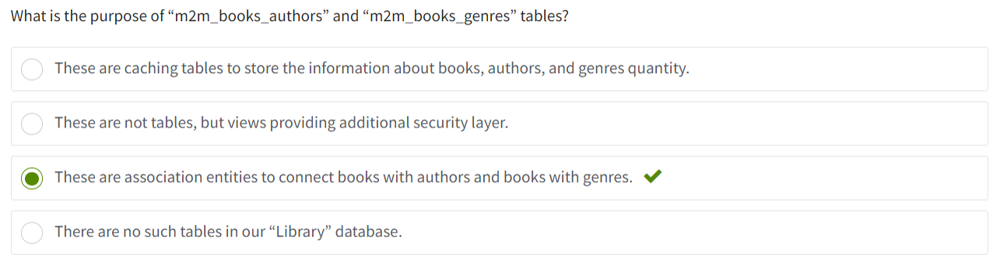 What is the purpose of “m2m_books_authors” and “m2m_books_genres” tables?
These are caching tables to store the information about books, authors, and genres quantity.
These are not tables, but views providing additional security layer.
These are association entities to connect books with authors and books with genres.
There are no such tables in our “Library” database.